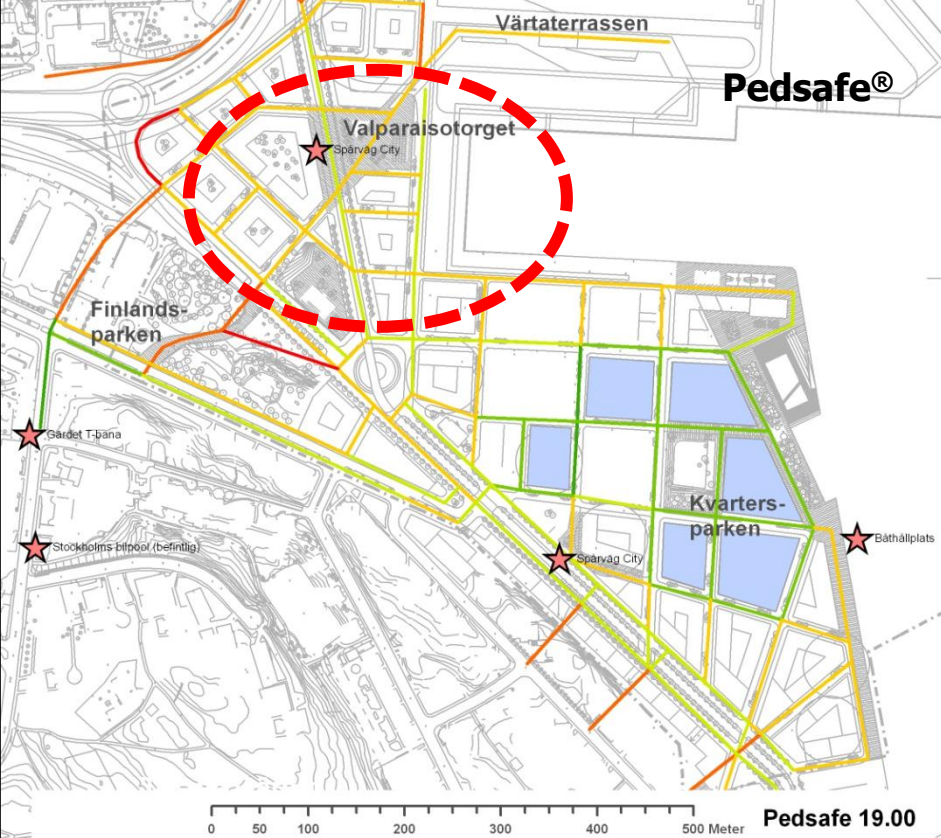 Värtaterrassen
Pedsafe®
Valparaisotorget
Spårväg City
Finlands-
parken
Gärdet T-bana
Stockholms bilpool (befintlig)
Kvarters-
parken
Båthållplats
Spårväg City
0 50 100 200 300 400 500 Meter
Pedsafe 19.00